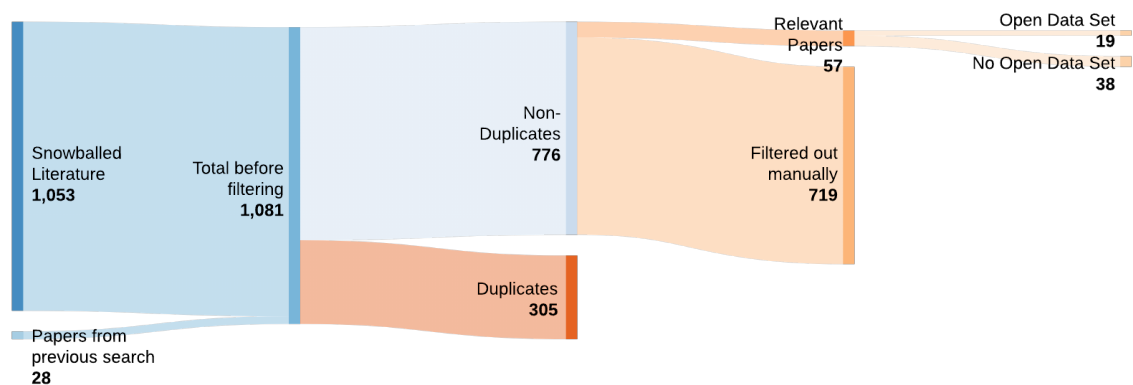 Snowballed
Literature
1,053
Papers from
previous search
28
Total before
filtering
1,081
Non-
Duplicates
776
Duplicates
305
Relevant
Papers
57
Filtered out
manually
719
Open Data Set
19
No Open Data Set
38